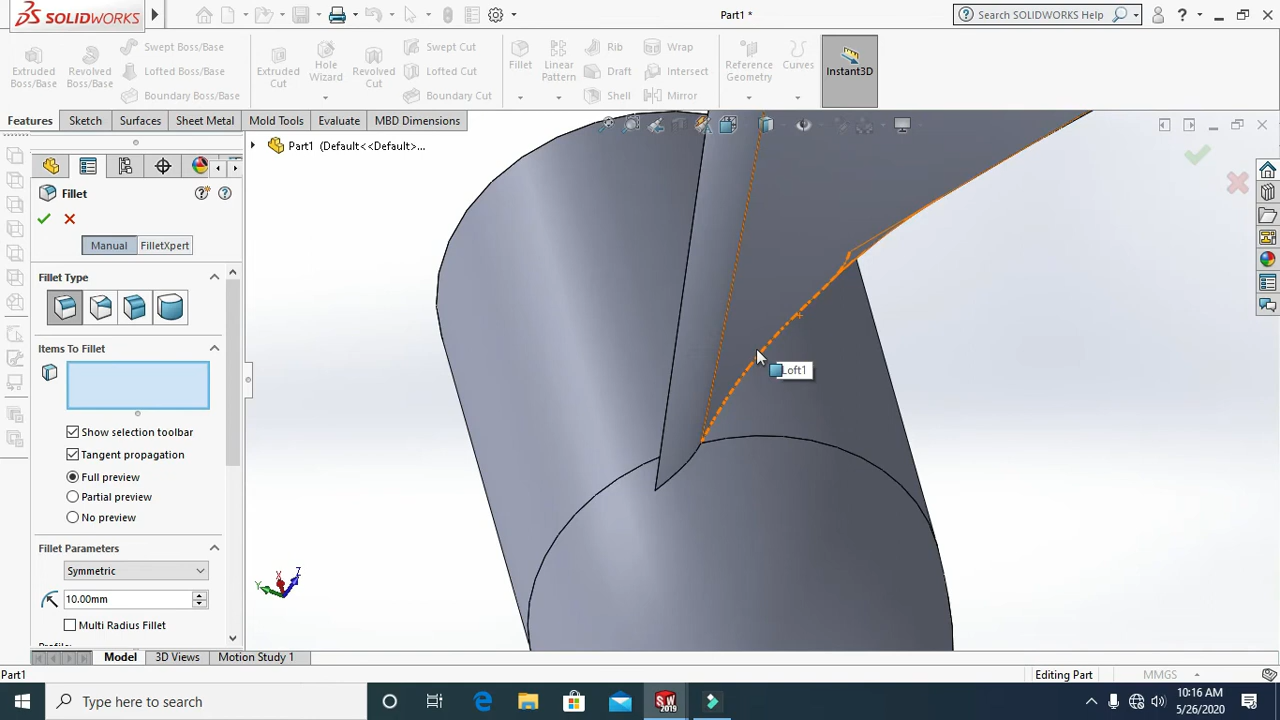 SOLIDWORKS
Part1 *
Search SOLIDWORKS Help
Extruded Boss/Base
Revolved Boss/Base
Swept Boss/Base
Lofted Boss/Base
Boundary Boss/Base
Extruded Cut
Hole Wizard
Revolved Cut
Swept Cut
Lofted Cut
Boundary Cut
Fillet
Linear Pattern
Rib
Draft
Shell
Wrap
Intersect
Mirror
Reference Geometry
Curves
Instant3D
Features Sketch Surfaces Sheet Metal Mold Tools Evaluate MBD Dimensions
Part1 (Default<<Default>...
Fillet
Manual FilletXpert
Fillet Type
Items To Fillet
Show selection toolbar
Tangent propagation
Full preview
Partial preview
No preview
Fillet Parameters
Symmetric
10.00mm
Multi Radius Fillet
Loft1
Y X Z
Model 3D Views Motion Study 1
Part1 Editing Part MMGS
Type here to search
SW 2019
10:16 AM
5/26/2020